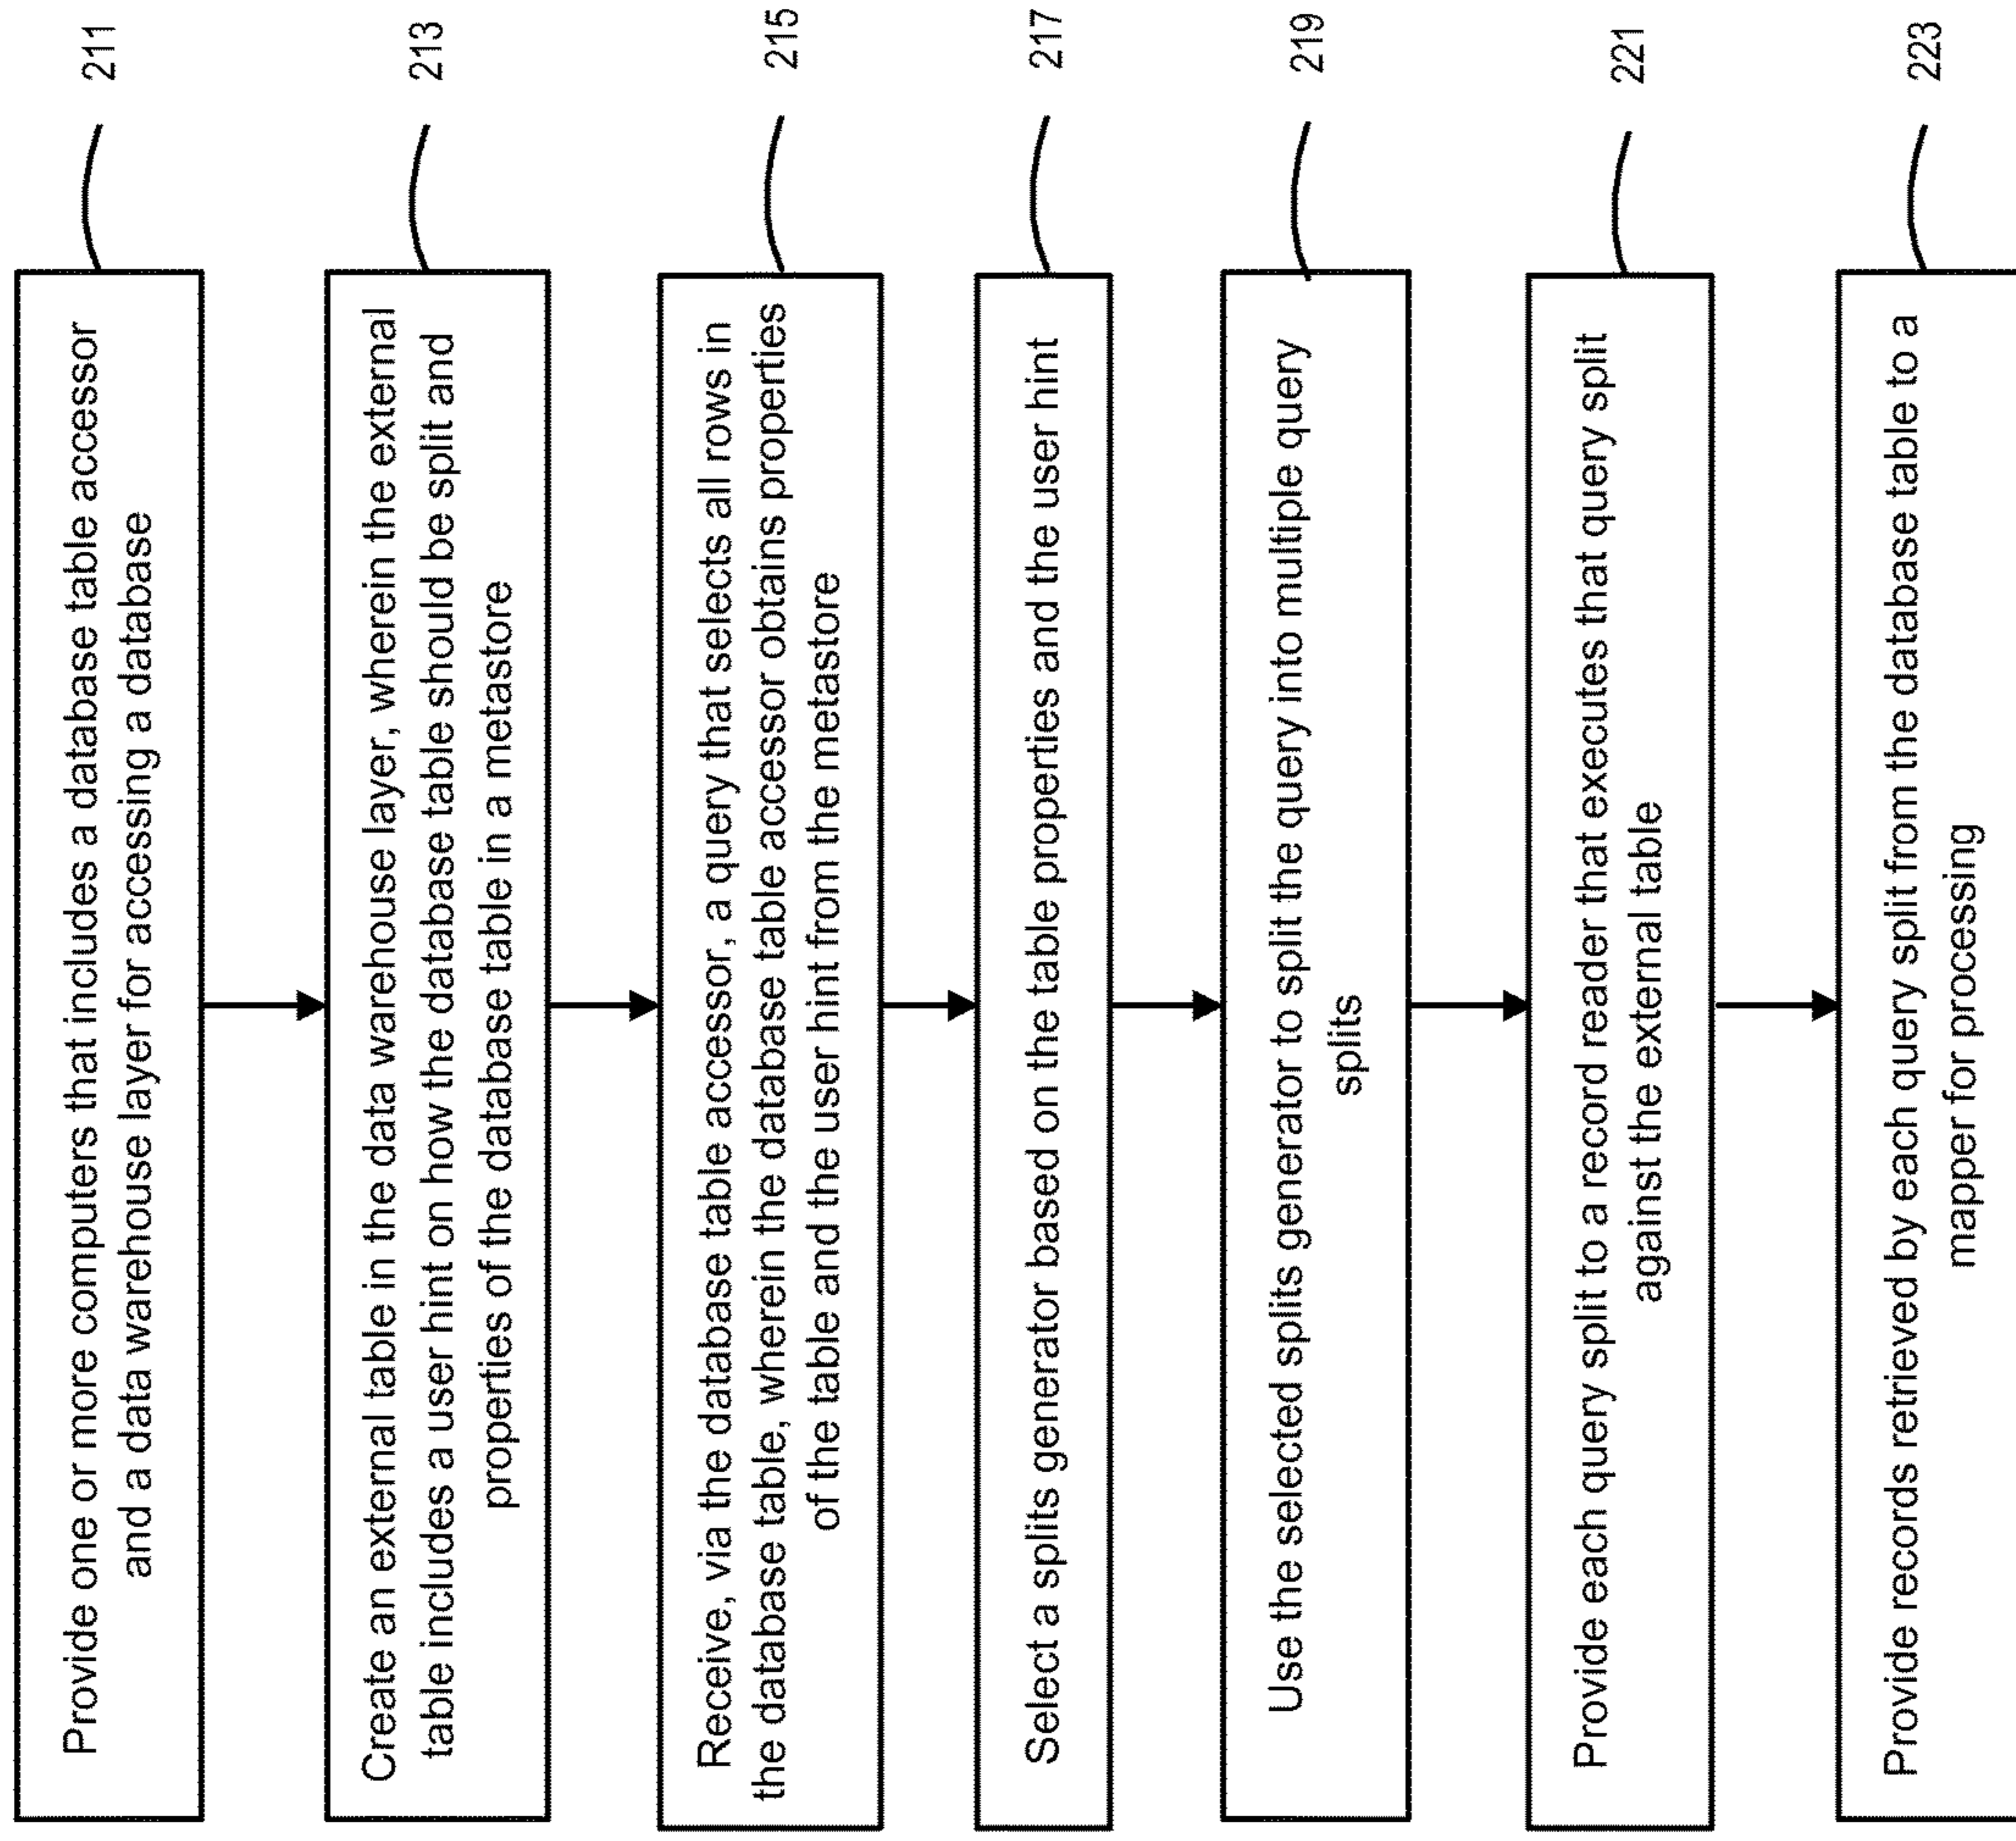 Provide one or more computers that includes a database table accessor
and a data warehouse layer for accessing a database
211
Create an external table in the data warehouse layer, wherein the external
table includes a user hint on how the database table should be split and
properties of the database table in a metastore
213
Receive, via the database table accessor, a query that selects all rows in
the database table, wherein the database table accessor obtains properties
of the table and the user hint from the metastore
215
Select a splits generator based on the table properties and the user hint
217
Use the selected splits generator to split the query into multiple query
splits
219
Provide each query split to a record reader that executes that query split
against the external table
221
Provide records retrieved by each query split from the database table to a
mapper for processing
223